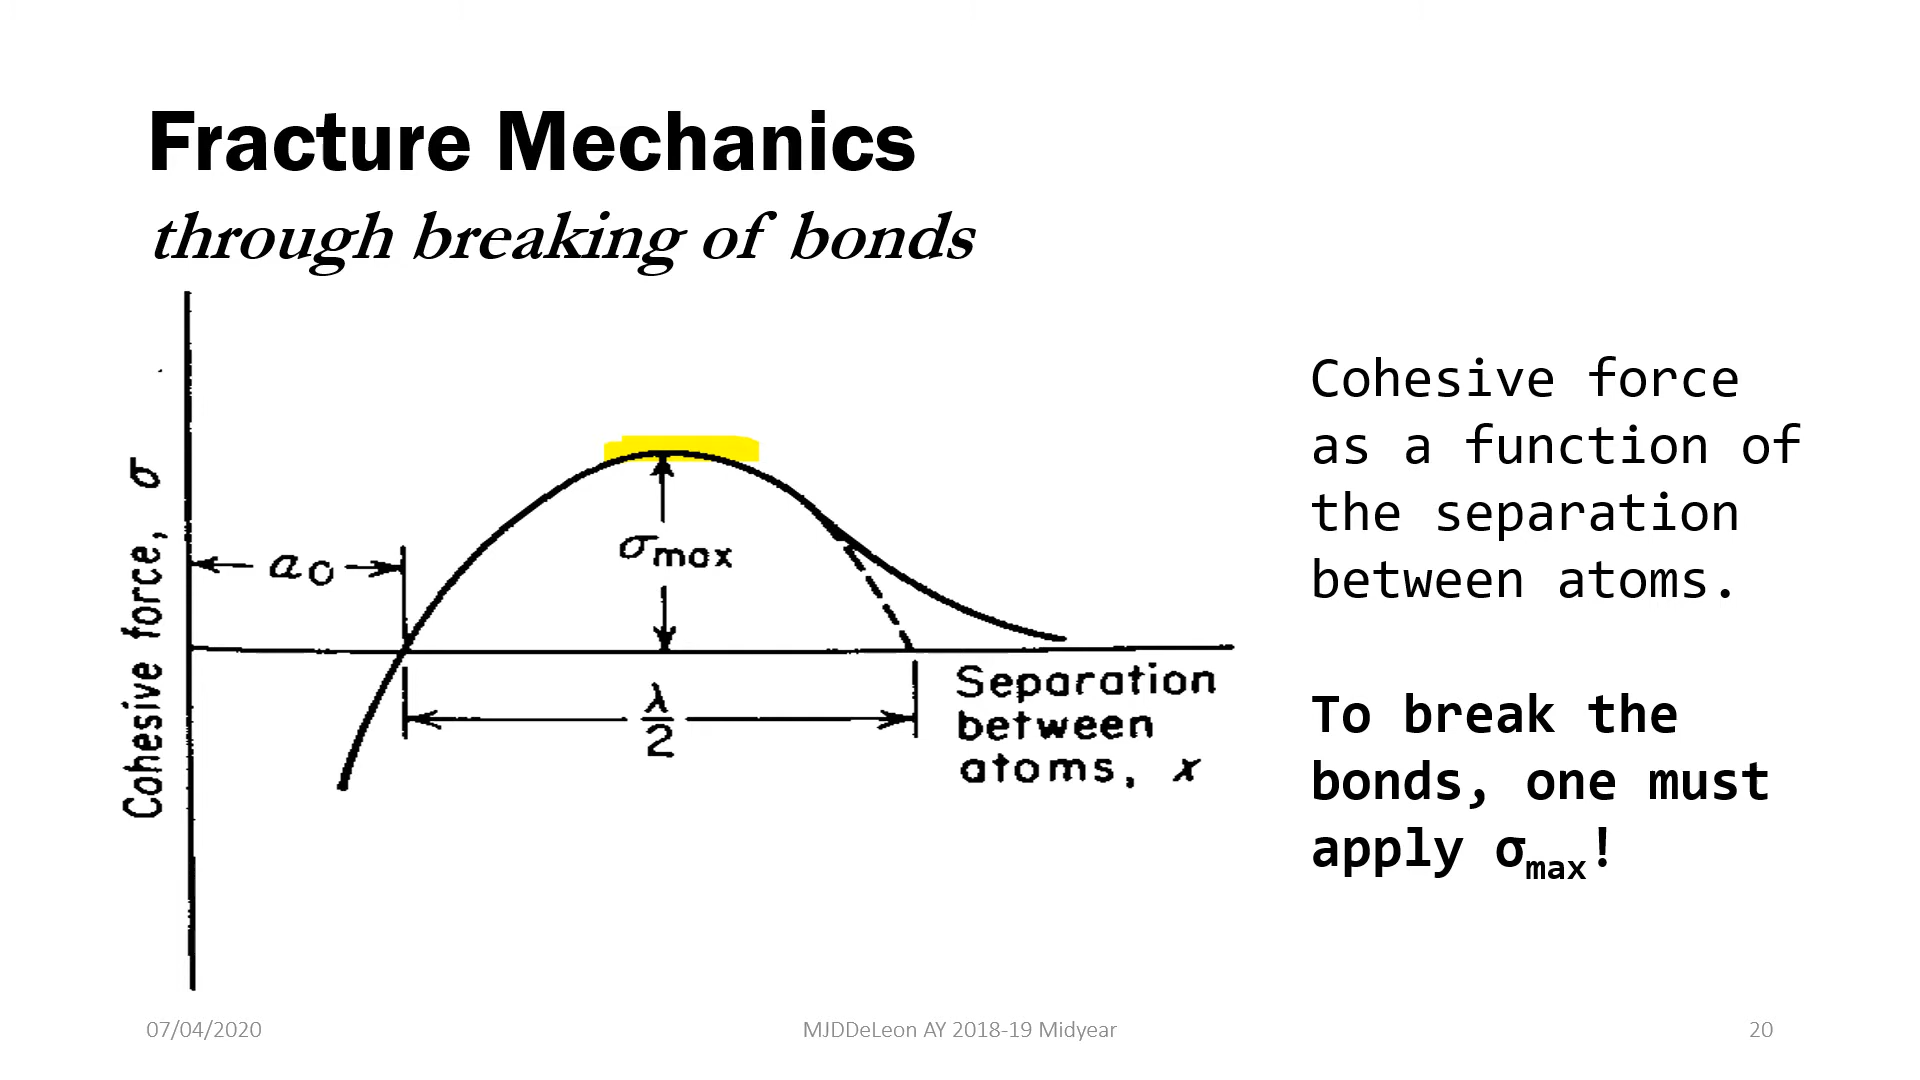 Fracture Mechanics
through breaking of bonds
Cohesive force, σ
a₀
σmax
λ
2
Separation
between
atoms, x
Cohesive force
as a function of
the separation
between atoms.
To break the
bonds, one must
apply σmax!
07/04/2020
MJDDeLeon AY 2018-19 Midyear
20